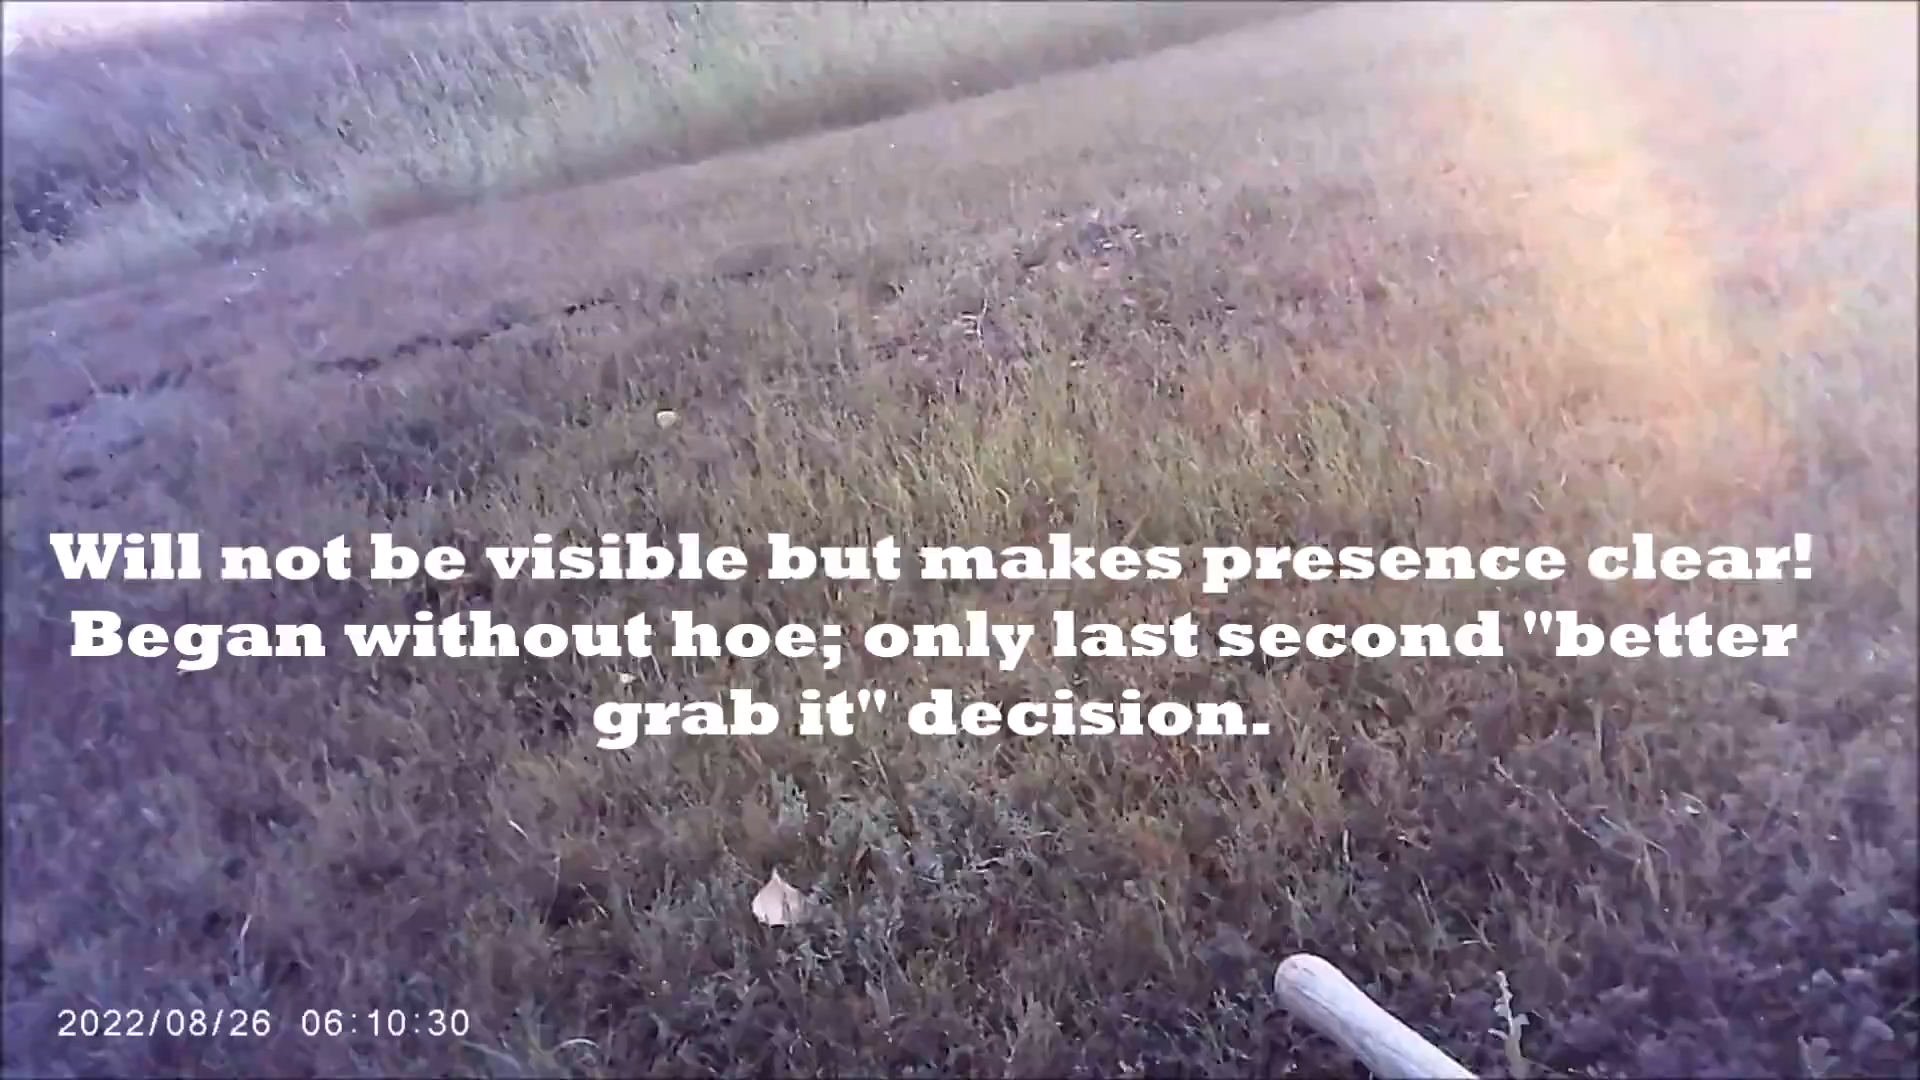 Will not be visible but makes presence clear!
Began without hoe; only last second "better
grab it" decision.
2022/08/26 06:10:30